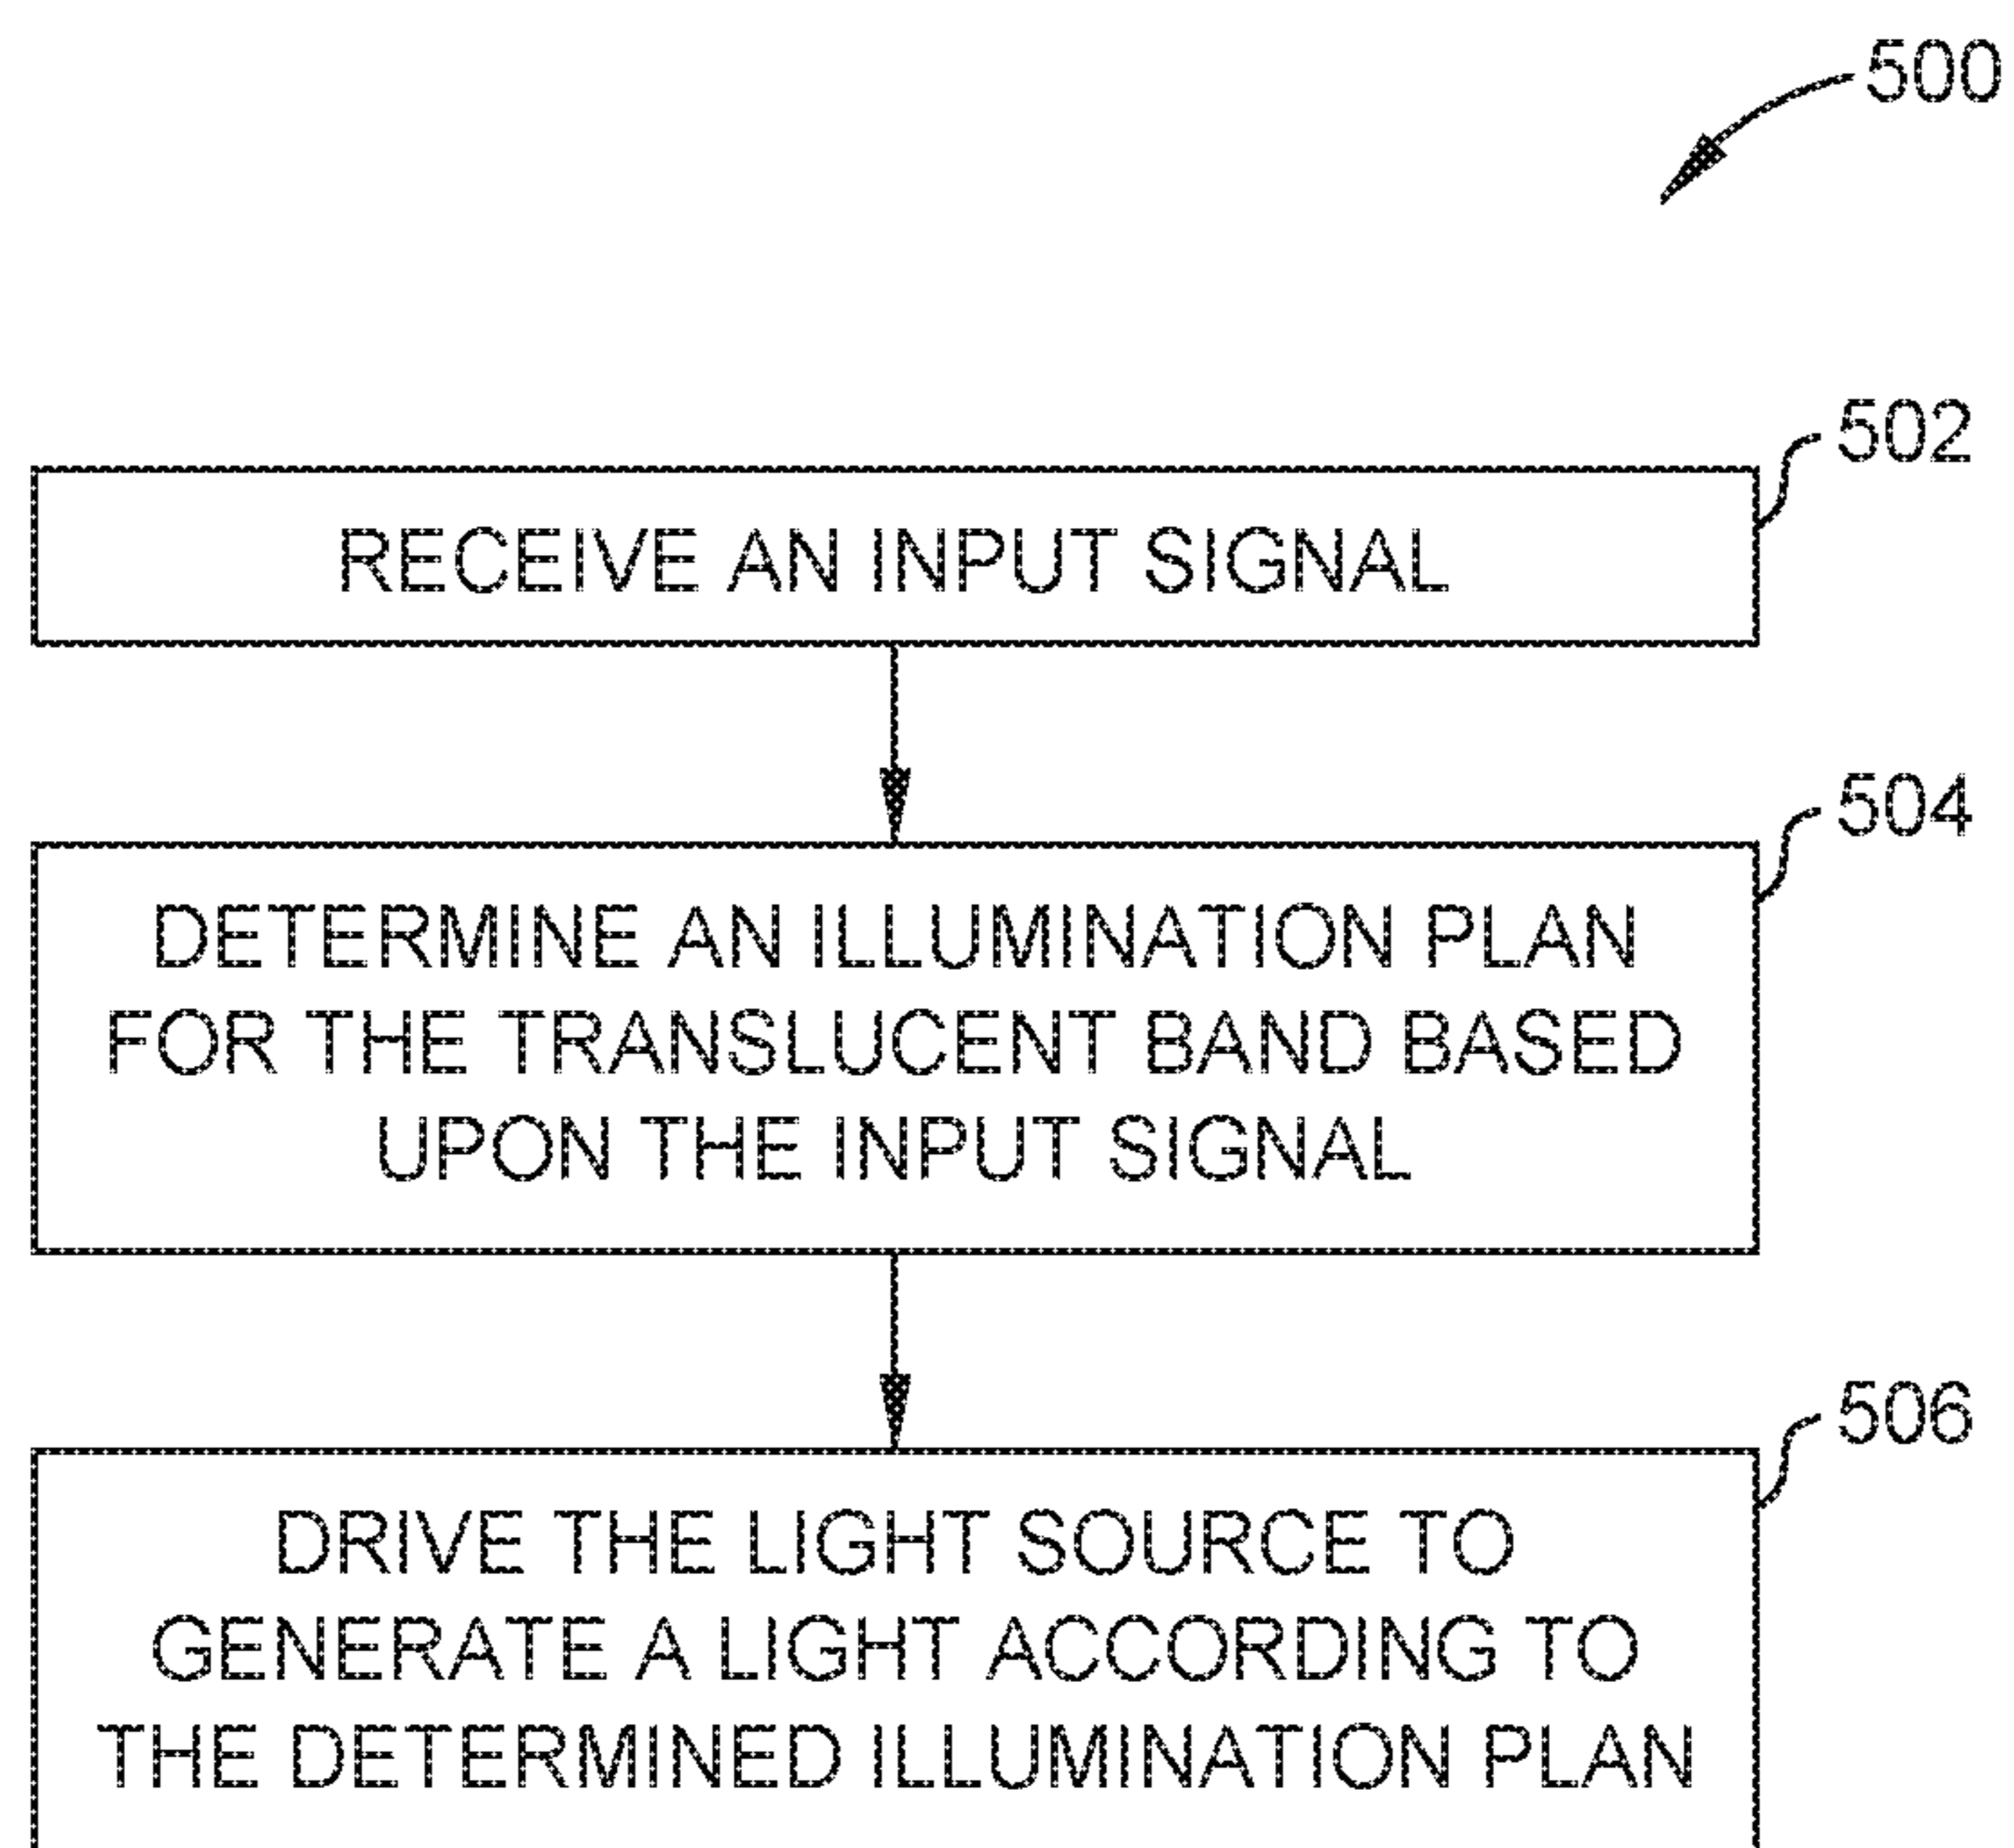 500
502
RECEIVE AN INPUT SIGNAL
504
DETERMINE AN ILLUMINATION PLAN
FOR THE TRANSLUCENT BAND BASED
UPON THE INPUT SIGNAL
506
DRIVE THE LIGHT SOURCE TO
GENERATE A LIGHT ACCORDING TO
THE DETERMINED ILLUMINATION PLAN